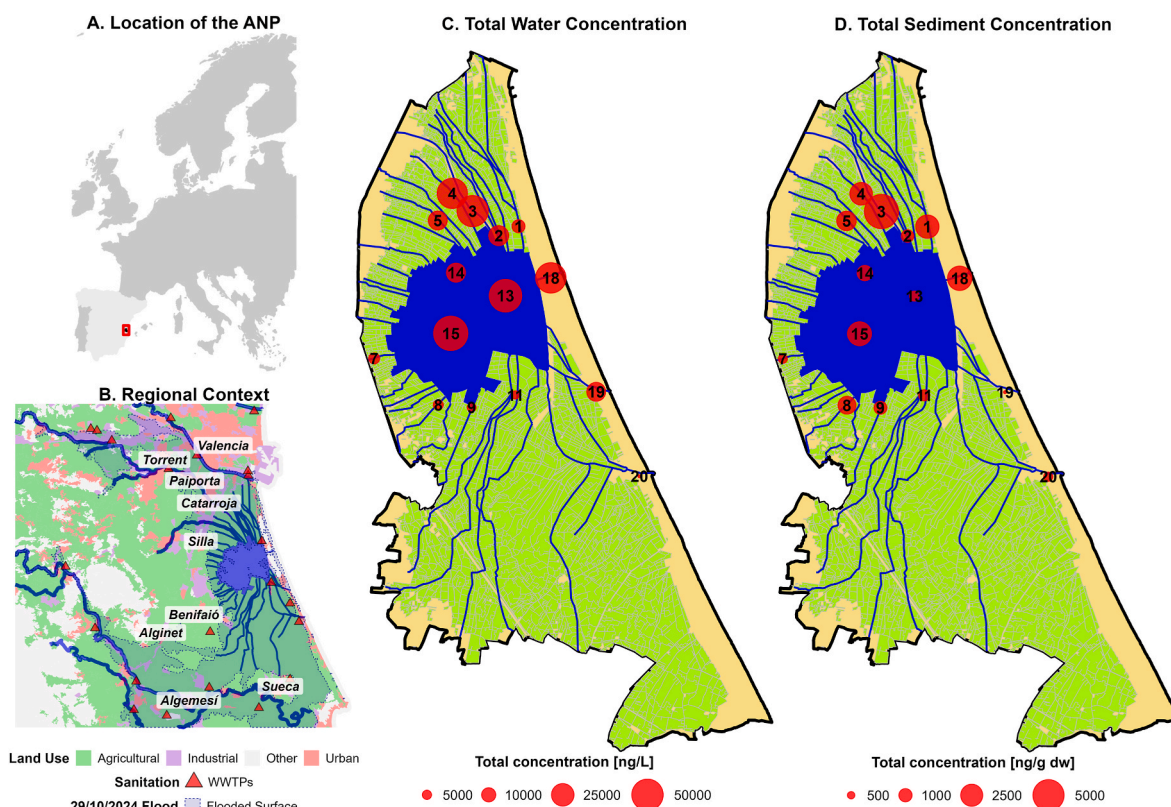 A. Location of the ANP
C. Total Water Concentration
D. Total Sediment Concentration
4
3
5
2
1
14
18
13
15
7
19
8
9
11
20
4
3
5
2
1
14
18
13
15
7
19
8
9
11
20
B. Regional Context
Valencia
Torrent
Paiporta
Catarroja
Silla
Benifaió
Alginet
Sueca
Algemesí
Land Use Agricultural Industrial Other Urban
Sanitation WWTPs
29/10/2024 Flood Flooded Surface
Total concentration [ng/L]
5000 10000 25000 50000
Total concentration [ng/g dw]
500 1000 2500 5000